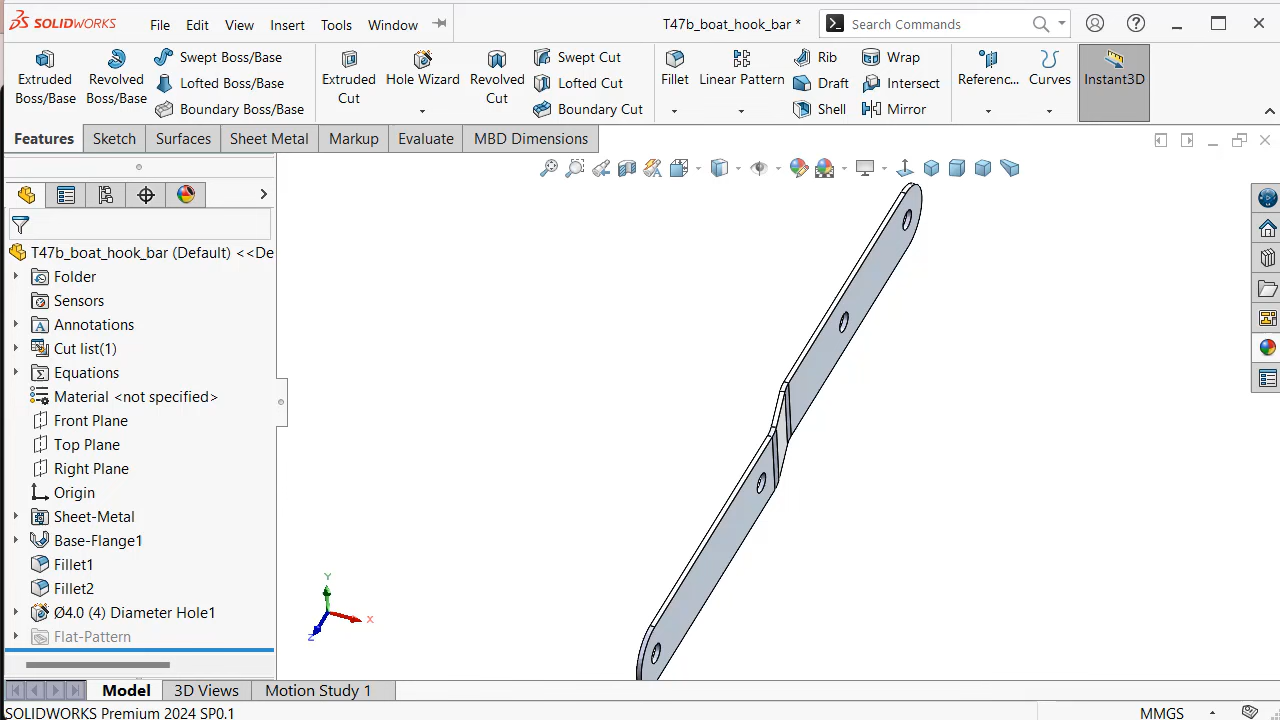 SOLIDWORKS File Edit View Insert Tools Window T47b_boat_hook_bar * Search Commands
Extruded Boss/Base
Revolved Boss/Base
Swept Boss/Base
Lofted Boss/Base
Boundary Boss/Base
Extruded Cut
Hole Wizard
Revolved Cut
Swept Cut
Lofted Cut
Boundary Cut
Fillet
Linear Pattern
Rib
Draft
Shell
Wrap
Intersect
Mirror
Referenc...
Curves
Instant3D
Features Sketch Surfaces Sheet Metal Markup Evaluate MBD Dimensions
T47b_boat_hook_bar (Default) <<De
Folder
Sensors
Annotations
Cut list(1)
Equations
Material <not specified>
Front Plane
Top Plane
Right Plane
Origin
Sheet-Metal
Base-Flange1
Fillet1
Fillet2
Ø4.0 (4) Diameter Hole1
Flat-Pattern
Y
X
Z
Model 3D Views Motion Study 1
SOLIDWORKS Premium 2024 SP0.1 MMGS